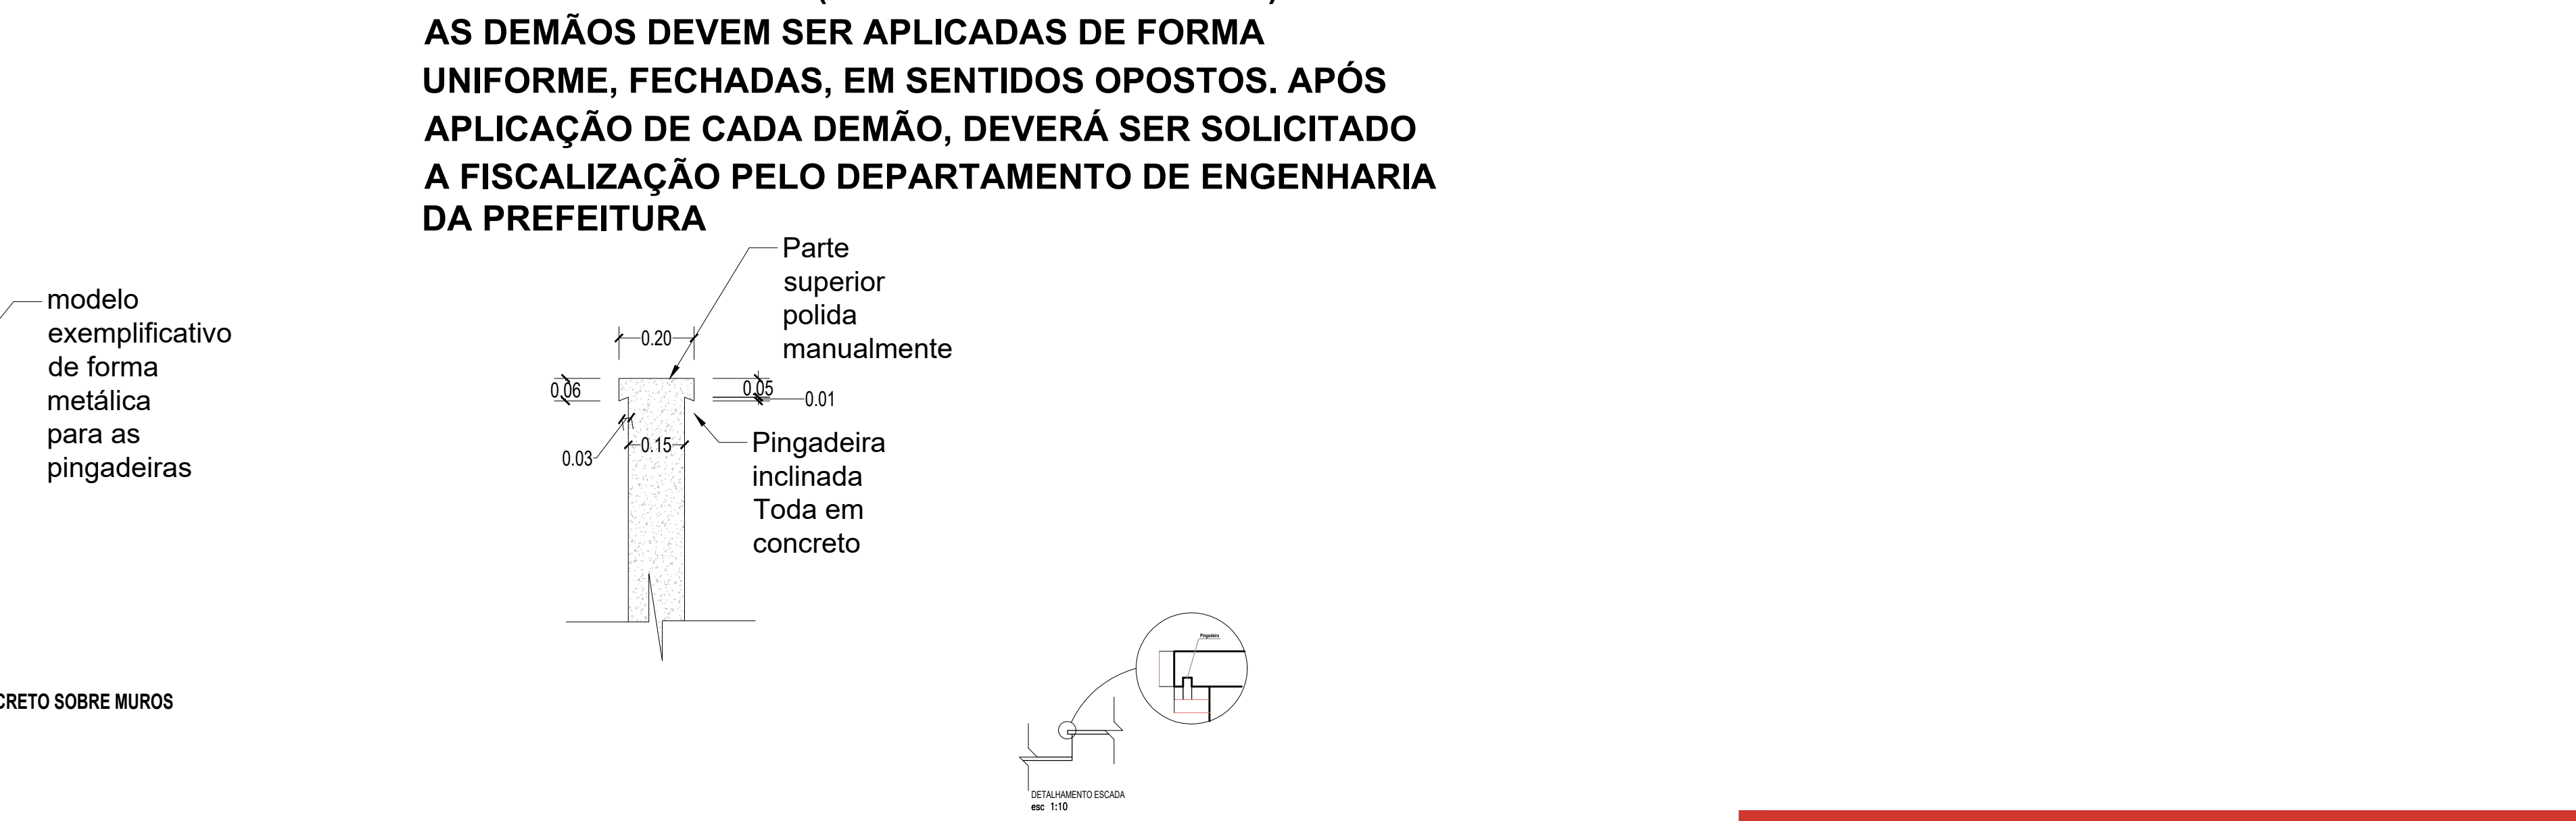 AS DEMÃOS DEVEM SER APLICADAS DE FORMA
UNIFORME, FECHADAS, EM SENTIDOS OPOSTOS. APÓS
APLICAÇÃO DE CADA DEMÃO, DEVERÁ SER SOLICITADO
A FISCALIZAÇÃO PELO DEPARTAMENTO DE ENGENHARIA
DA PREFEITURA
Parte
superior
polida
manualmente
modelo
exemplificativo
de forma
metálica
para as
pingadeiras
0.20
0.06
0.05
0.01
0.15
0.03
Pingadeira
inclinada
Toda em
concreto
Pingadeira
CRETO SOBRE MUROS
DETALHAMENTO ESCADA
esc 1:10